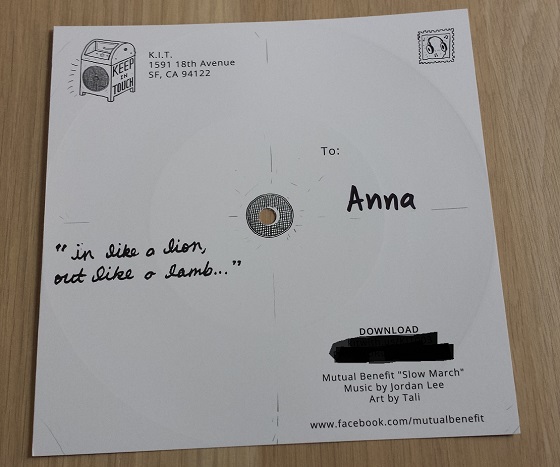 KEEP
IN
TOUCH
K.I.T.
1591 18th Avenue
SF, CA 94122
To:
Anna
"in like a lion,
out like a lamb..."
DOWNLOAD
Mutual Benefit "Slow March"
Music by Jordan Lee
Art by Tali
www.facebook.com/mutualbenefit